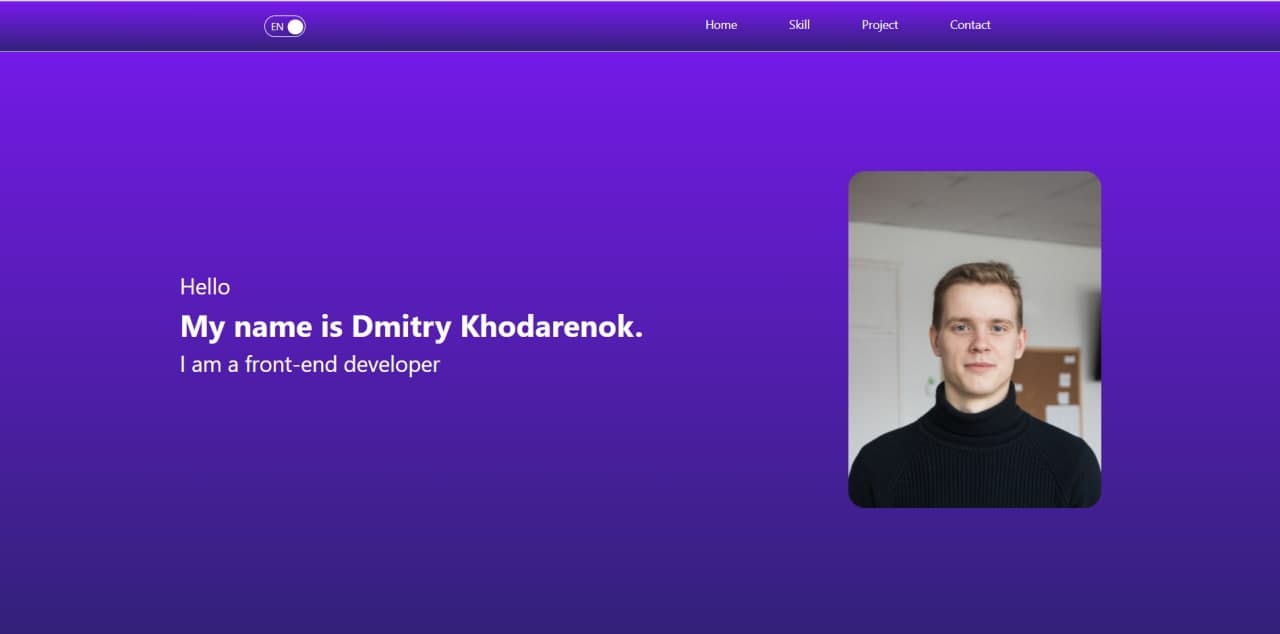 EN
Home Skill Project Contact
Hello
My name is Dmitry Khodarenok.
I am a front-end developer